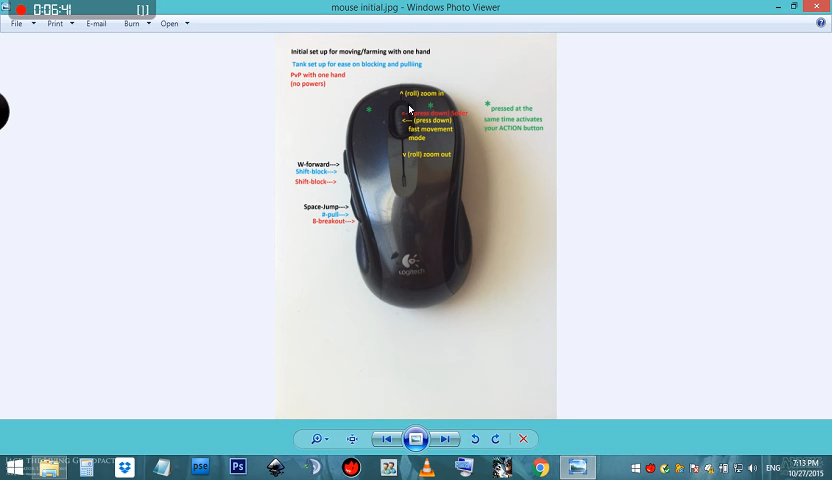 0:06:41
[ ]
mouse initial.jpg - Windows Photo Viewer
File Print E-mail Burn Open
Initial set up for moving/farming with one hand
Tank set up for ease on blocking and pulliing
PvP with one hand
(no powers)
^ (roll) zoom in
* *
<---(press down)
<--- (press down)
fast movement
mode
v (roll) zoom out
*pressed at the
same time activates
your ACTION button
W-forward--->
Shift-block--->
Shift-block--->
Space-Jump--->
#-pull--->
B-breakout--->
Logitech
pse
Ps
ENG
7:13 PM
10/27/2015